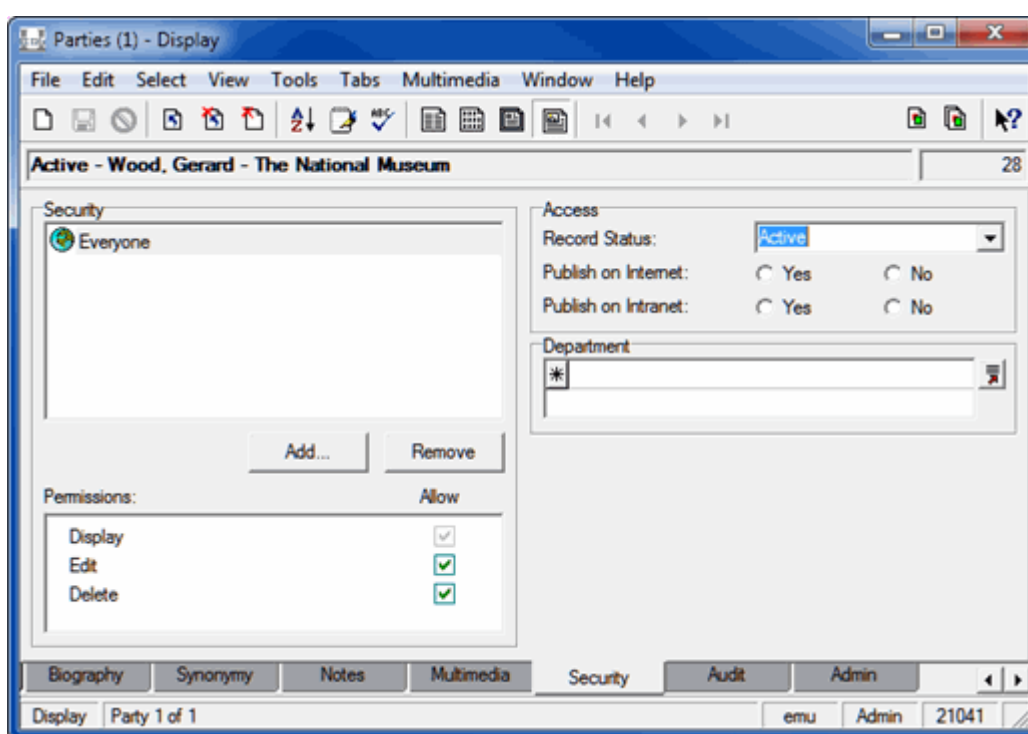 Parties (1) - Display
File Edit Select View Tools Tabs Multimedia Window Help
Active - Wood, Gerard - The National Museum 28
Security
Everyone
Add... Remove
Permissions: Allow
Display
Edit
Delete
Access
Record Status: Active
Publish on Internet: Yes No
Publish on Intranet: Yes No
Department
Biography Synonymy Notes Multimedia Security Audit Admin
Display Party 1 of 1 emu Admin 21041